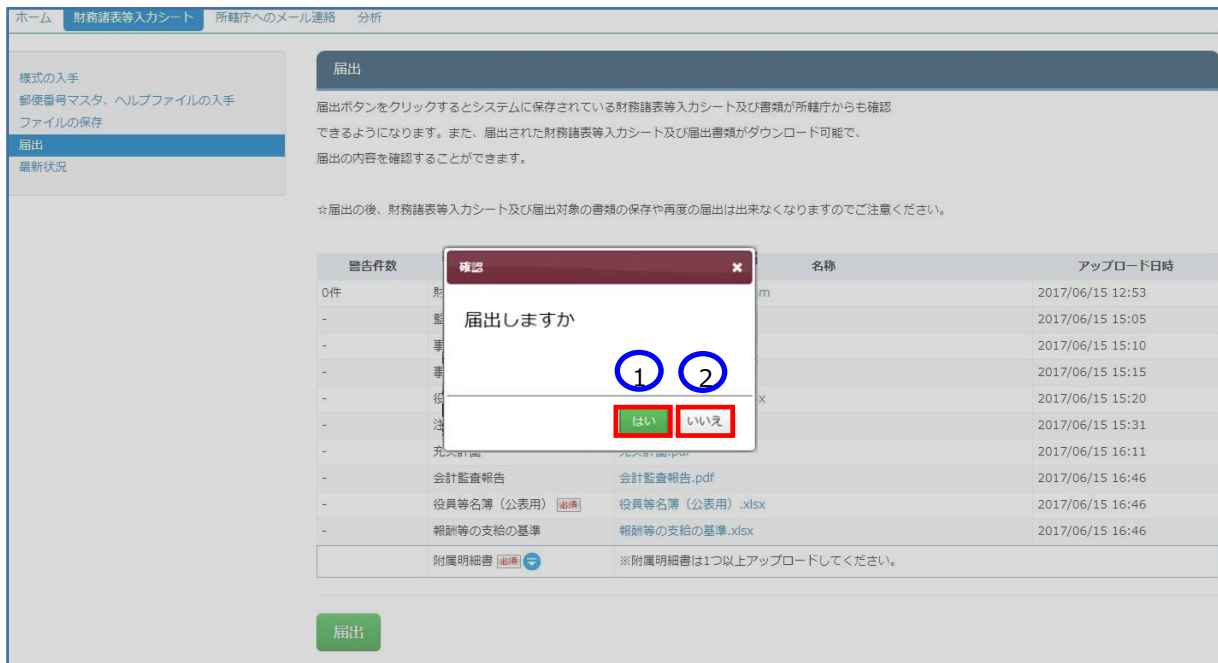 ホーム 財務諸表等入力シート 所轄庁へのメール連絡 分析
様式の入手
郵便番号マスタ、ヘルプファイルの入手
ファイルの保存
届出
最新状況
届出
届出ボタンをクリックするとシステムに保存されている財務諸表等入力シート及び書類が所轄庁からも確認
できるようになります。また、届出された財務諸表等入力シート及び届出書類がダウンロード可能で、
届出の内容を確認することができます。
☆届出の後、財務諸表等入力シート及び届出対象の書類の保存や再度の届出は出来なくなりますのでご注意ください。
警告件数 名称 アップロード日時
0件 財 m 2017/06/15 12:53
- 監 2017/06/15 15:05
- 事 2017/06/15 15:10
- 事 2017/06/15 15:15
- 役 x 2017/06/15 15:20
- 注 2017/06/15 15:31
- 充実計画 充実計画.pdf 2017/06/15 16:11
- 会計監査報告 会計監査報告.pdf 2017/06/15 16:46
- 役員等名簿（公表用） 必須 役員等名簿（公表用）.xlsx 2017/06/15 16:46
- 報酬等の支給の基準 報酬等の支給の基準.xlsx 2017/06/15 16:46
附属明細書 必須 ※附属明細書は1つ以上アップロードしてください。
確認 ×
届出しますか
1 2
はい いいえ
届出